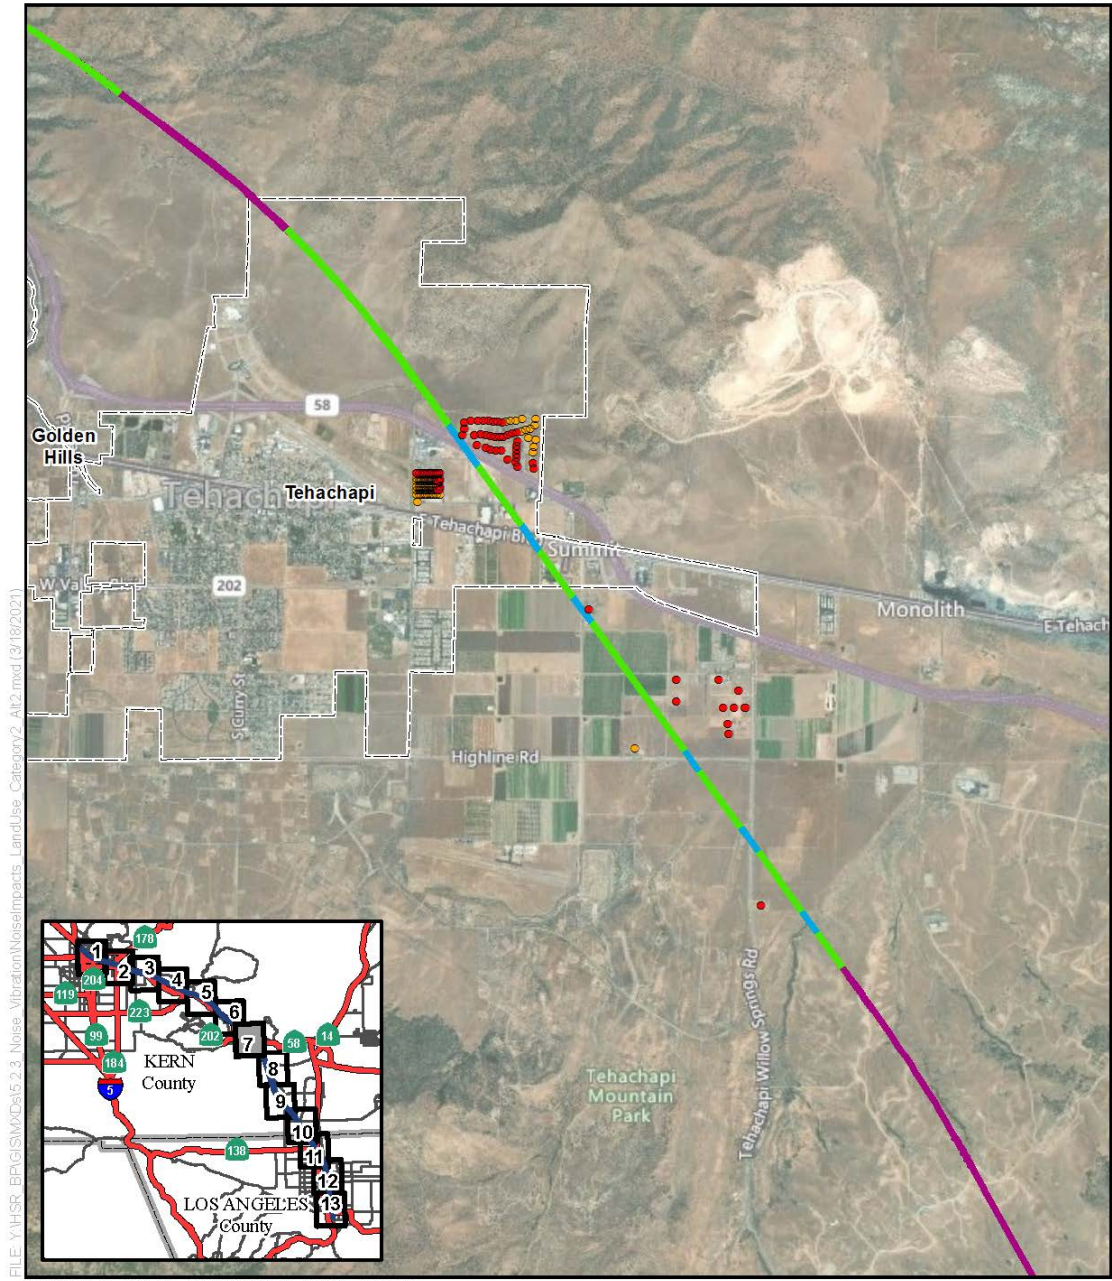 58
Golden
Hills
Tehachapi
Tehachapi
E Tehachapi Blvd
Summit
W Valley Blvd
202
Monolith
E Tehach
S Curry St
Highline Rd
Tehachapi Willow Springs Rd
Tehachapi
Mountain
Park
178
1
2
3
4
5
6
7
8
9
10
11
12
13
204
119
223
202
58
14
99
184
KERN
County
5
138
LOS ANGELES
County
FILE Y:\HSR_BP\GIS\MXDs\5.2.3_Noise_Vibration\NoiseImpacts_LandUse_Category2_Alt2.mxd (3/18/2021)